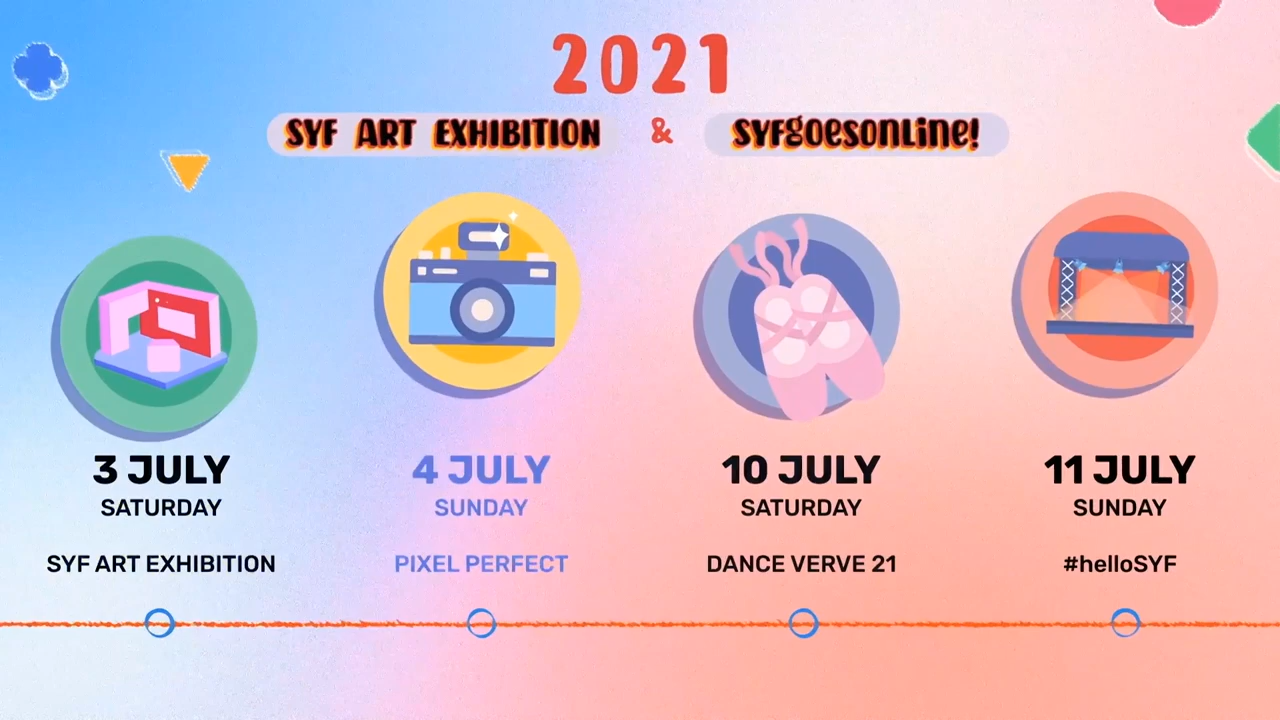 2021
SYF ART EXHIBITION & SYFgoesonLine!
3 JULY
SATURDAY
SYF ART EXHIBITION
4 JULY
SUNDAY
PIXEL PERFECT
10 JULY
SATURDAY
DANCE VERVE 21
11 JULY
SUNDAY
#helloSYF